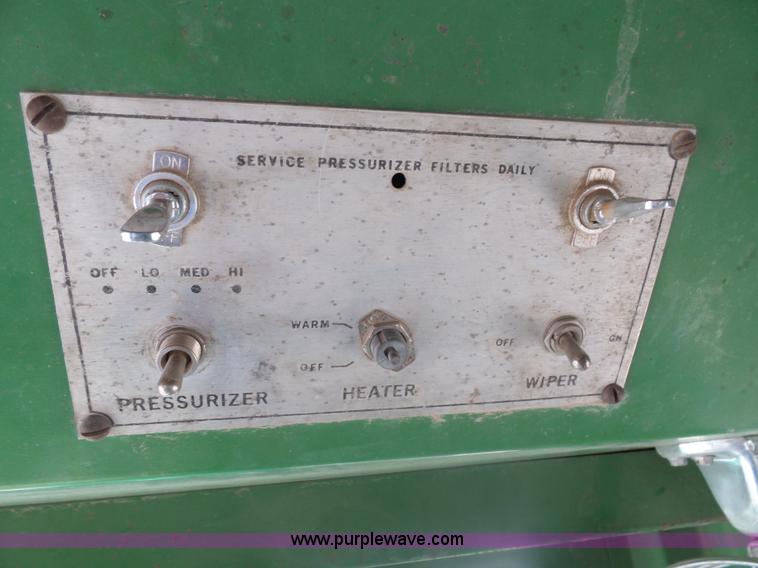 ON
SERVICE PRESSURIZER FILTERS DAILY
OFF LO MED HI
WARM
OFF
OFF ON
PRESSURIZER HEATER WIPER
www.purplewave.com